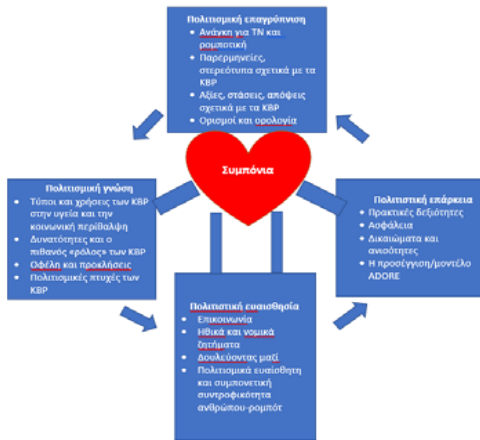 Πολιτισμική επαγρύπνιση
• Ανάγκη για ΤΝ και
ρομποτική
• Παρερμηνείες,
στερεότυπα σχετικά με τα
ΚΒΡ
• Αξίες, στάσεις, απόψεις
σχετικά με τα ΚΒΡ
• Ορισμοί και ορολογία
Συμπόνια
Πολιτισμική γνώση
• Τύποι και χρήσεις των ΚΒΡ
στην υγεία και την
κοινωνική περίθαλψη
• Δυνατότητες και ο
πιθανός «ρόλος» των ΚΒΡ
• Οφέλη και προκλήσεις
• Πολιτισμικές πτυχές των
ΚΒΡ
Πολιτιστική επάρκεια
• Πρακτικές δεξιότητες
• Ασφάλεια
• Δικαιώματα και
ανισότητες
• Η προσέγγιση/μοντέλο
ADORE
Πολιτιστική ευαισθησία
• Επικοινωνία
• Ηθικά και νομικά
ζητήματα
• Δουλεύοντας μαζί
• Πολιτισμικά ευαίσθητη
και συμπονετική
συντροφικότητα
ανθρώπου-ρομπότ